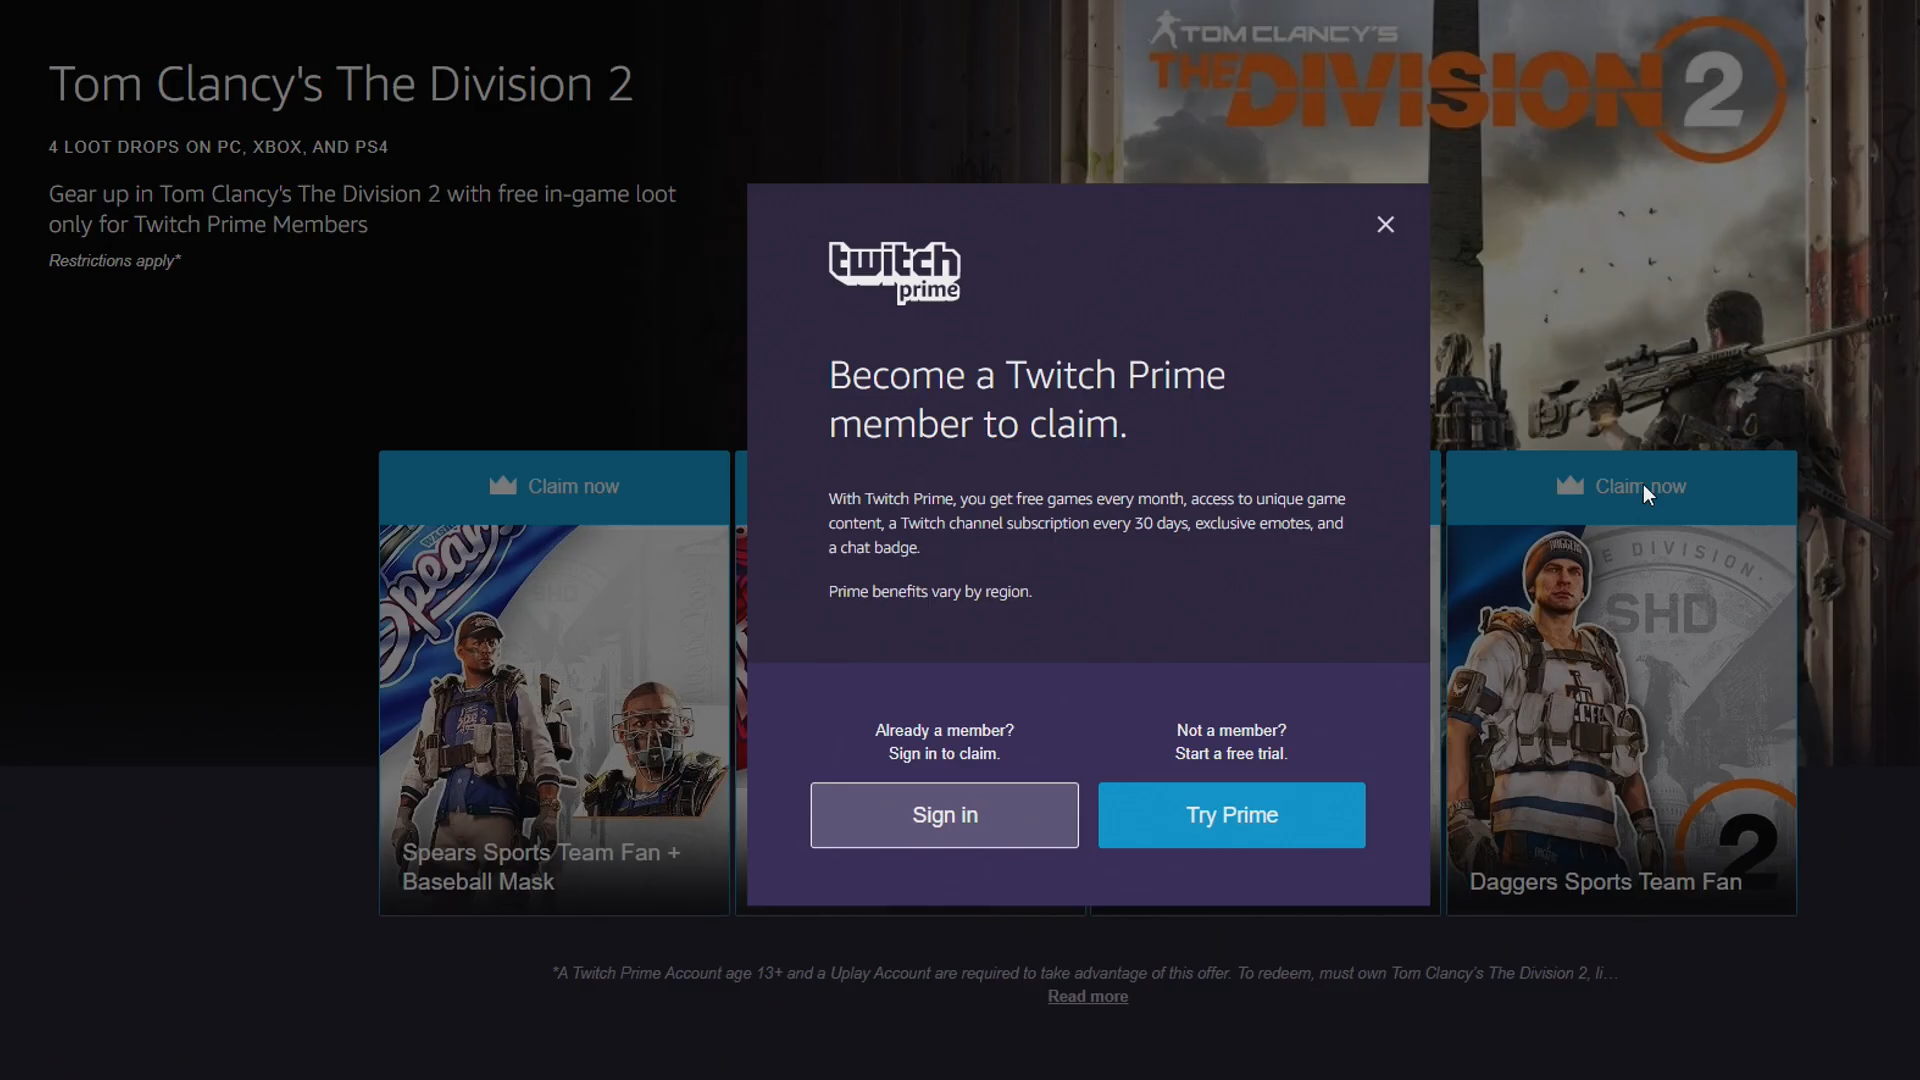 Tom Clancy's The Division 2
4 LOOT DROPS ON PC, XBOX, AND PS4
Gear up in Tom Clancy's The Division 2 with free in-game loot
only for Twitch Prime Members
Restrictions apply*
TOM CLANCY'S
THE DIVISION 2
twitch
prime
Become a Twitch Prime
member to claim.
With Twitch Prime, you get free games every month, access to unique game
content, a Twitch channel subscription every 30 days, exclusive emotes, and
a chat badge.
Prime benefits vary by region.
Already a member?
Sign in to claim.
Sign in
Not a member?
Start a free trial.
Try Prime
Claim now
Spears
SHD
Spears Sports Team Fan +
Baseball Mask
Claim now
DIVISION
SHD
2
Daggers Sports Team Fan
*A Twitch Prime Account age 13+ and a Uplay Account are required to take advantage of this offer. To redeem, must own Tom Clancy's The Division 2, li...
Read more